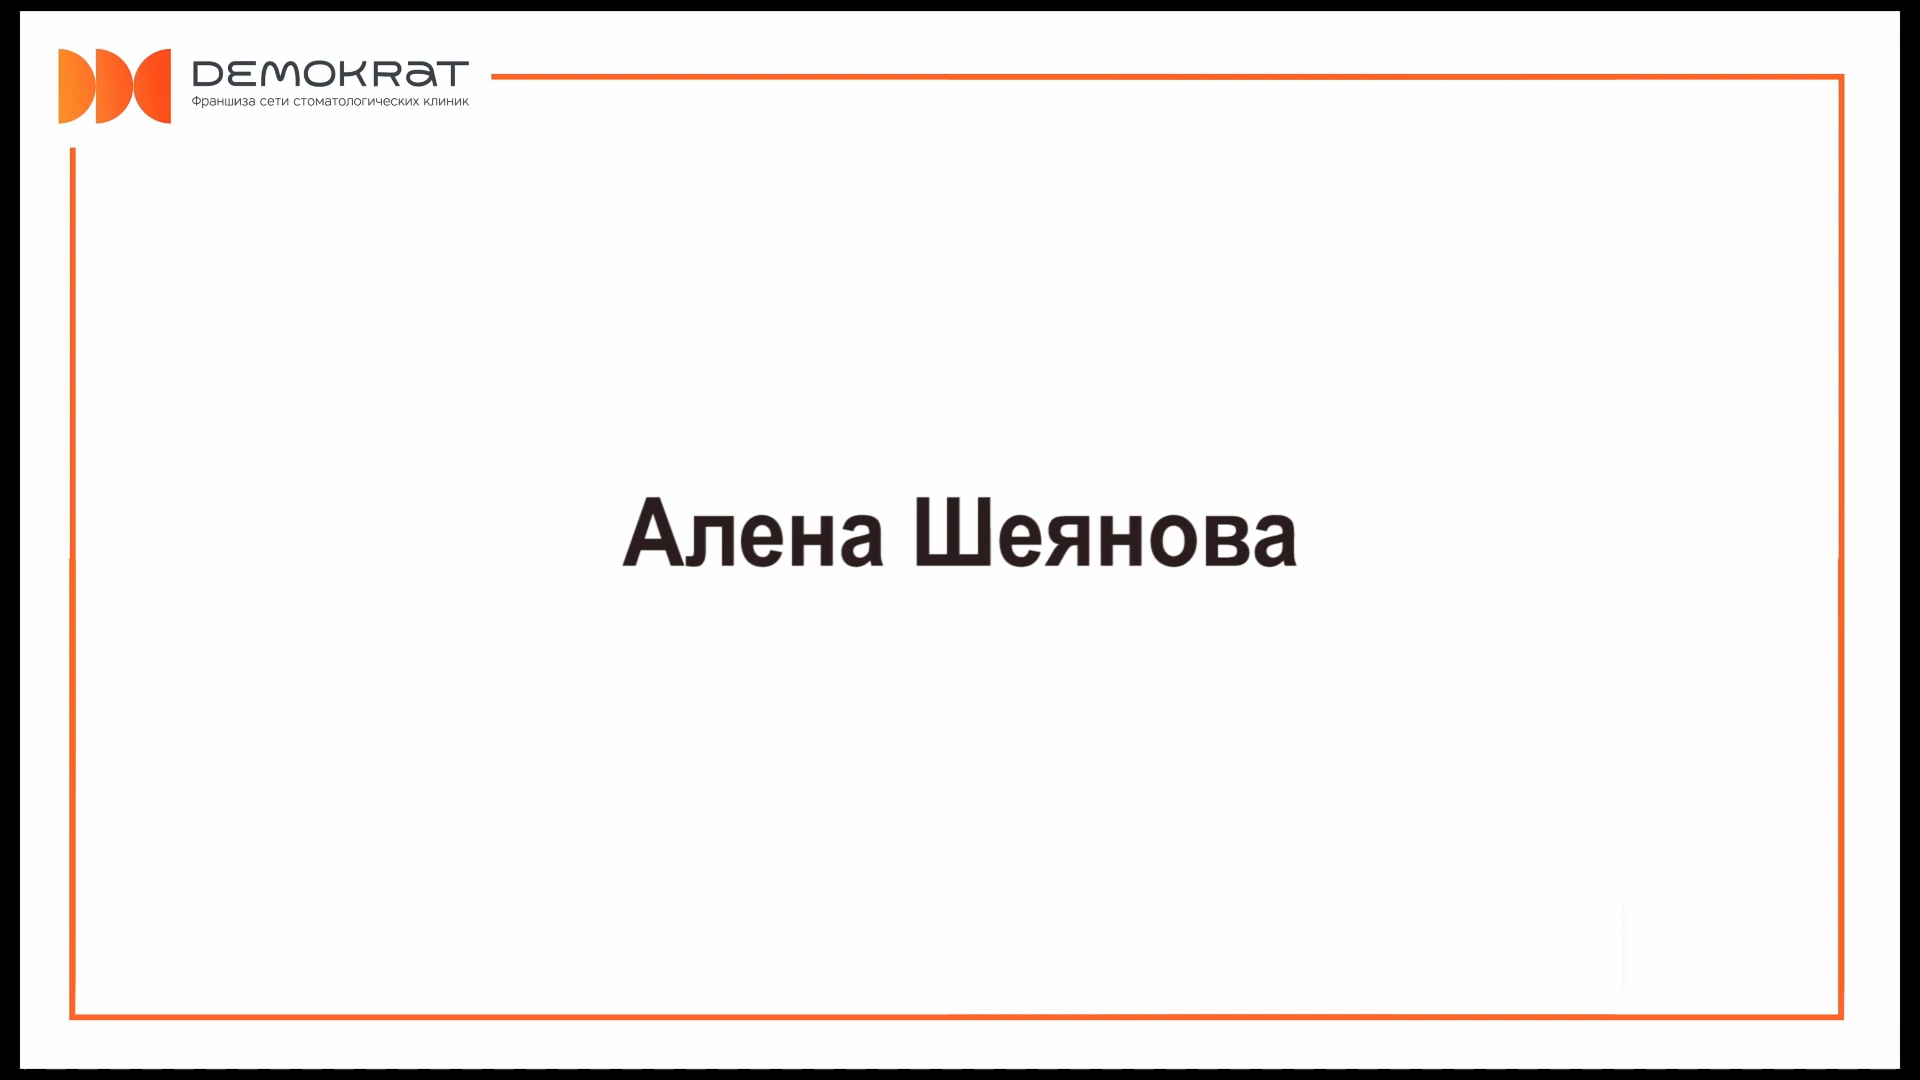 DEMOKRAT
Франшиза сети стоматологических клиник
Алена Шеянова